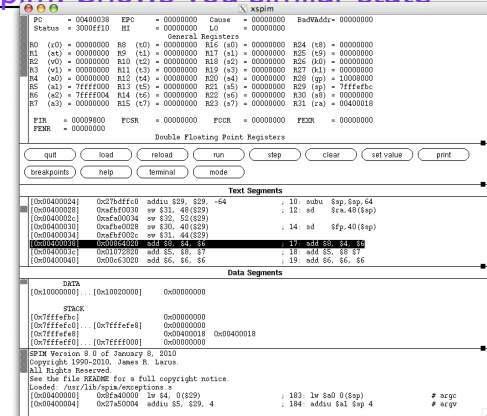 xspim
PC = 00400038 EPC = 00000000 Cause = 00000000 BadVAddr= 00000000
Status = 3000ff10 HI = 00000000 LO = 00000000
General Registers
R0 (r0) = 00000000 R8 (t0) = 00000000 R16 (s0) = 00000000 R24 (t8) = 00000000
R1 (at) = 00000000 R9 (t1) = 00000000 R17 (s1) = 00000000 R25 (t9) = 00000000
R2 (v0) = 00000000 R10 (t2) = 00000000 R18 (s2) = 00000000 R26 (k0) = 00000000
R3 (v1) = 00000000 R11 (t3) = 00000000 R19 (s3) = 00000000 R27 (k1) = 00000000
R4 (a0) = 00000000 R12 (t4) = 00000000 R20 (s4) = 00000000 R28 (gp) = 10008000
R5 (a1) = 7ffff000 R13 (t5) = 00000000 R21 (s5) = 00000000 R29 (sp) = 7fffefbc
R6 (a2) = 7ffff004 R14 (t6) = 00000000 R22 (s6) = 00000000 R30 (s8) = 00000000
R7 (a3) = 00000000 R15 (t7) = 00000000 R23 (s7) = 00000000 R31 (ra) = 00400018
FIR = 00009800 FCSR = 00000000 FCCR = 00000000 FEXR = 00000000
FENR = 00000000
Double Floating Point Registers
quit load reload run step clear set value print
breakpoints help terminal mode
Text Segments
[0x00400024] 0x27bdffc0 addiu $29, $29, -64 ; 10: subu $sp,$sp,64
[0x00400028] 0xafbf0030 sw $31, 48($29) ; 12: sd $ra,48($sp)
[0x0040002c] 0xafa00034 sw $32, 52($29)
[0x00400030] 0xafbe0028 sw $30, 40($29) ; 14: sd $fp,40($sp)
[0x00400034] 0xafbf002c sw $31, 44($29)
[0x00400038] 0x00864020 add $8, $4, $6 ; 17: add $8, $4, $6
[0x0040003c] 0x01072820 add $5, $8, $7 ; 18: add $5, $8 $7
[0x00400040] 0x00c63020 add $6, $6, $6 ; 19: add $6, $6, $6
Data Segments
DATA
[0x10000000]...[0x10020000] 0x00000000
STACK
[0x7fffefbc] 0x00000000
[0x7fffefc0]...[0x7fffefe8] 0x00000000
[0x7fffefe8] 0x00400018 0x00400018
[0x7fffeff0]...[0x7ffff000] 0x00000000
SPIM Version 8.0 of January 8, 2010
Copyright 1990-2010, James R. Larus.
All Rights Reserved.
See the file README for a full copyright notice.
Loaded: /usr/lib/spim/exceptions.s
[0x00400000] 0x8fa40000 lw $4, 0($29) ; 183: lw $a0 0($sp) # argc
[0x00400004] 0x27a50004 addiu $5, $29, 4 ; 184: addiu $a1 $sp 4 # argv